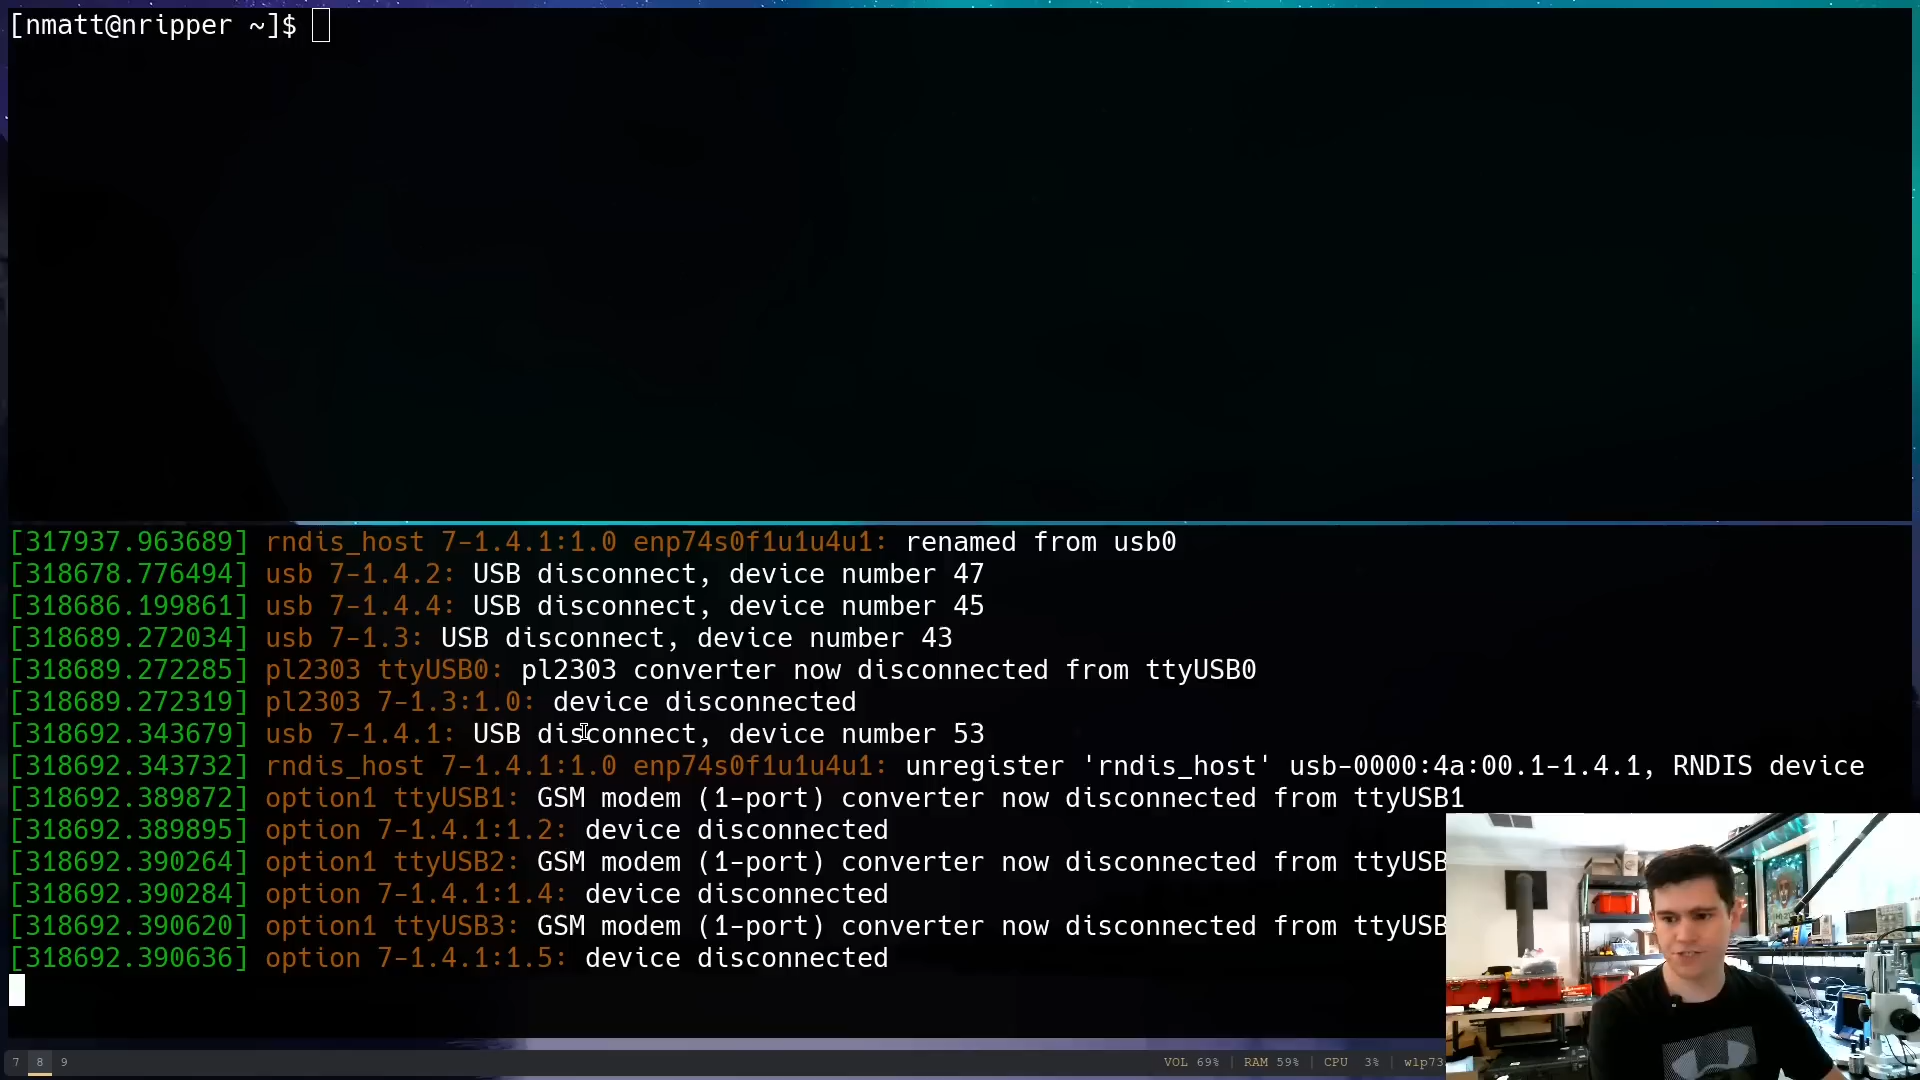 [nmatt@nripper ~]$
[317937.963689] rndis_host 7-1.4.1:1.0 enp74s0f1u1u4u1: renamed from usb0
[318678.776494] usb 7-1.4.2: USB disconnect, device number 47
[318686.199861] usb 7-1.4.4: USB disconnect, device number 45
[318689.272034] usb 7-1.3: USB disconnect, device number 43
[318689.272285] pl2303 ttyUSB0: pl2303 converter now disconnected from ttyUSB0
[318689.272319] pl2303 7-1.3:1.0: device disconnected
[318692.343679] usb 7-1.4.1: USB disconnect, device number 53
[318692.343732] rndis_host 7-1.4.1:1.0 enp74s0f1u1u4u1: unregister 'rndis_host' usb-0000:4a:00.1-1.4.1, RNDIS device
[318692.389872] option1 ttyUSB1: GSM modem (1-port) converter now disconnected from ttyUSB1
[318692.389895] option 7-1.4.1:1.2: device disconnected
[318692.390264] option1 ttyUSB2: GSM modem (1-port) converter now disconnected from ttyUSB
[318692.390284] option 7-1.4.1:1.4: device disconnected
[318692.390620] option1 ttyUSB3: GSM modem (1-port) converter now disconnected from ttyUSB
[318692.390636] option 7-1.4.1:1.5: device disconnected
7 8 9 VOL 69% | RAM 59% | CPU 3% | wlp73